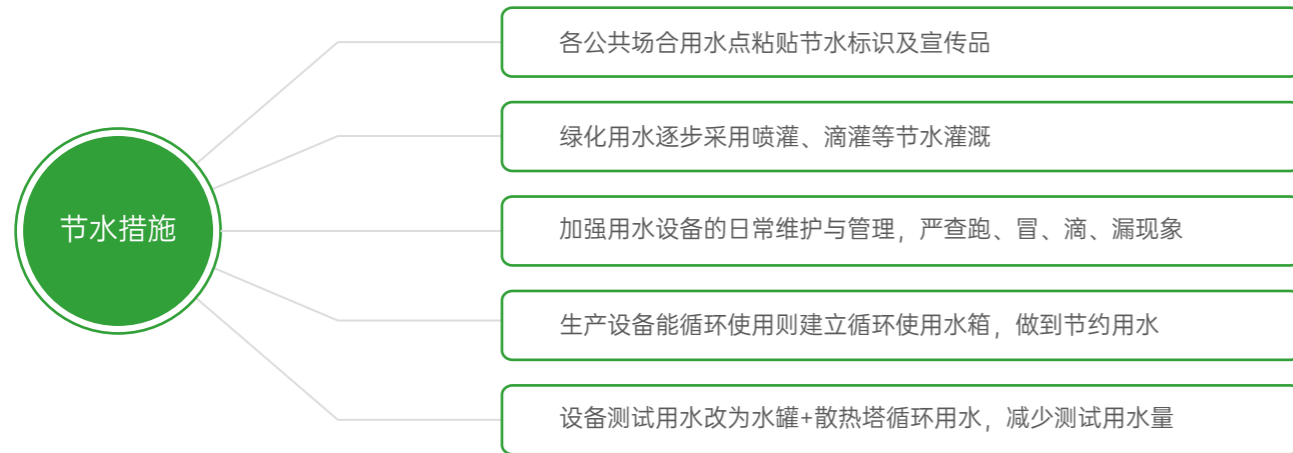 节水措施
各公共场合用水点粘贴节水标识及宣传品
绿化用水逐步采用喷灌、滴灌等节水灌溉
加强用水设备的日常维护与管理，严查跑、冒、滴、漏现象
生产设备能循环使用则建立循环使用水箱，做到节约用水
设备测试用水改为水罐+散热塔循环用水，减少测试用水量